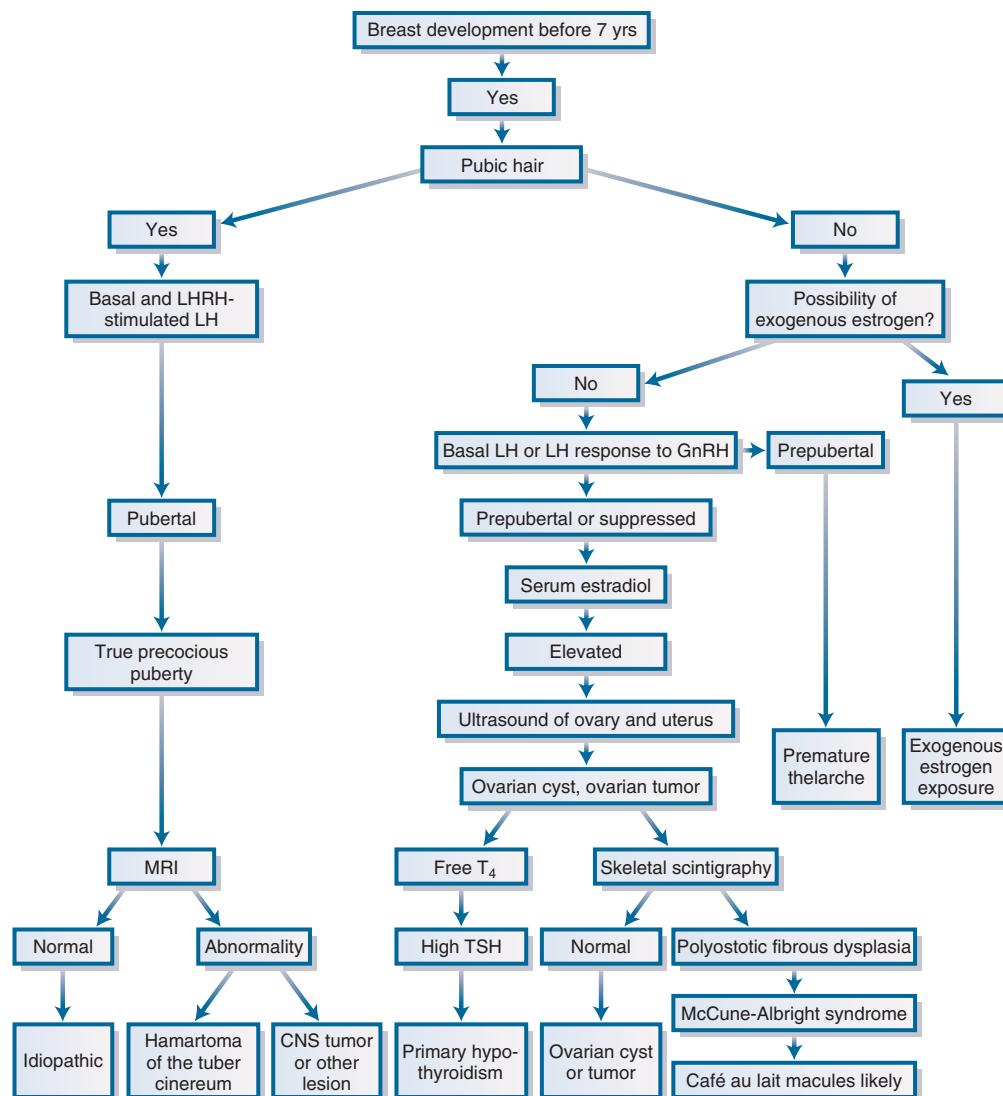 Breast development before 7 yrs
Yes
Pubic hair
Yes
No
Basal and LHRH-
stimulated LH
Possibility of
exogenous estrogen?
No
Yes
Basal LH or LH response to GnRH
Prepubertal
Pubertal
Prepubertal or suppressed
Serum estradiol
True precocious
puberty
Elevated
Ultrasound of ovary and uterus
Premature
thelarche
Exogenous
estrogen
exposure
Ovarian cyst, ovarian tumor
MRI
Free T₄
Skeletal scintigraphy
Normal
Abnormality
High TSH
Normal
Polyostotic fibrous dysplasia
McCune-Albright syndrome
Idiopathic
Hamartoma
of the tuber
cinereum
CNS tumor
or other
lesion
Primary hypo-
thyroidism
Ovarian cyst
or tumor
Café au lait macules likely